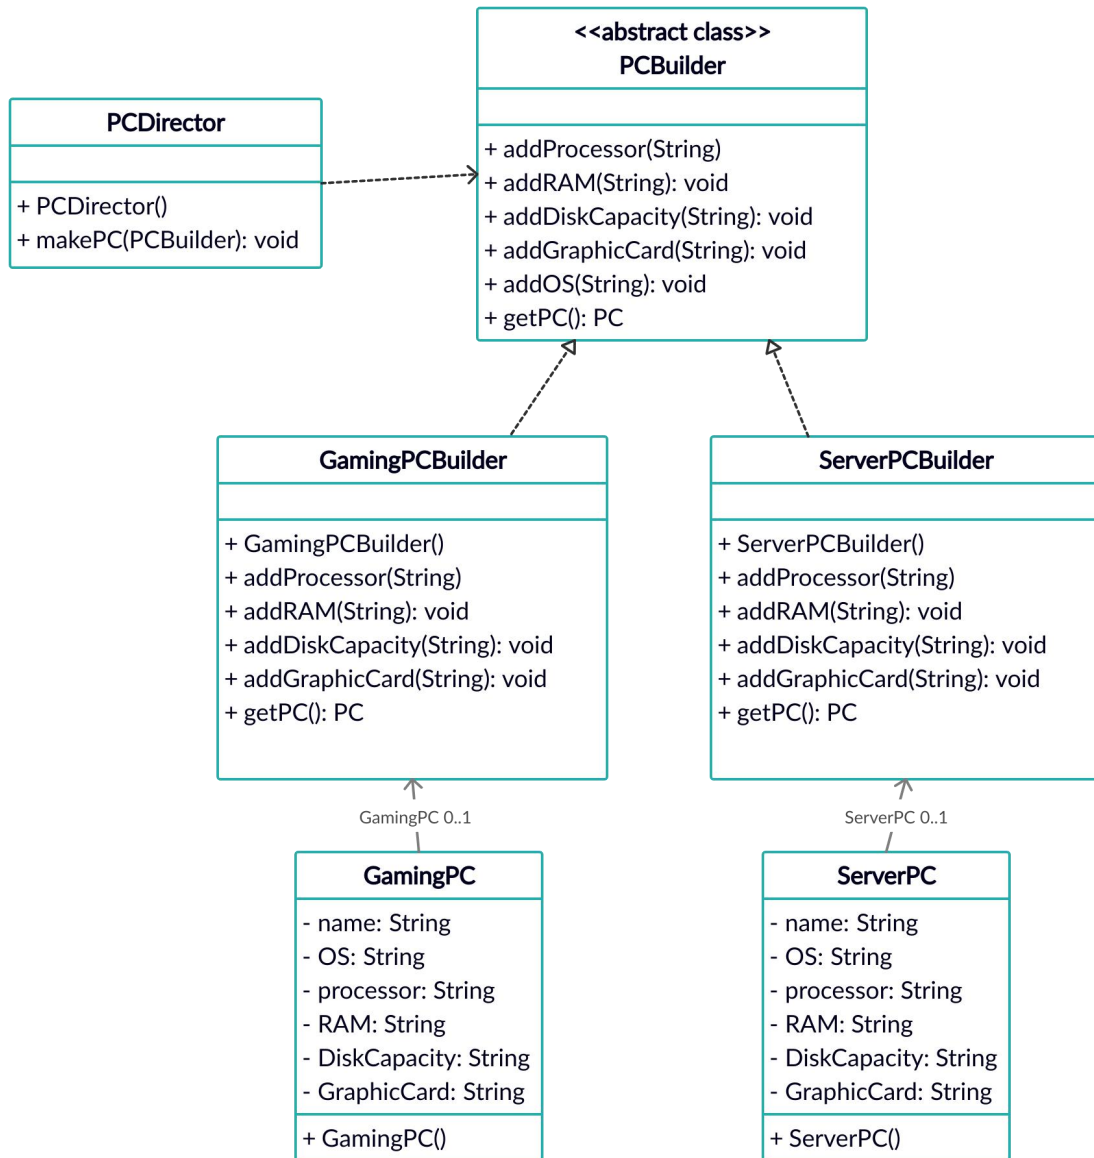 <<abstract class>>
PCBuilder
+ addProcessor(String)
+ addRAM(String): void
+ addDiskCapacity(String): void
+ addGraphicCard(String): void
+ addOS(String): void
+ getPC(): PC
PCDirector
+ PCDirector()
+ makePC(PCBuilder): void
GamingPCBuilder
+ GamingPCBuilder()
+ addProcessor(String)
+ addRAM(String): void
+ addDiskCapacity(String): void
+ addGraphicCard(String): void
+ getPC(): PC
ServerPCBuilder
+ ServerPCBuilder()
+ addProcessor(String)
+ addRAM(String): void
+ addDiskCapacity(String): void
+ addGraphicCard(String): void
+ getPC(): PC
GamingPC 0..1
ServerPC 0..1
GamingPC
- name: String
- OS: String
- processor: String
- RAM: String
- DiskCapacity: String
- GraphicCard: String
+ GamingPC()
ServerPC
- name: String
- OS: String
- processor: String
- RAM: String
- DiskCapacity: String
- GraphicCard: String
+ ServerPC()